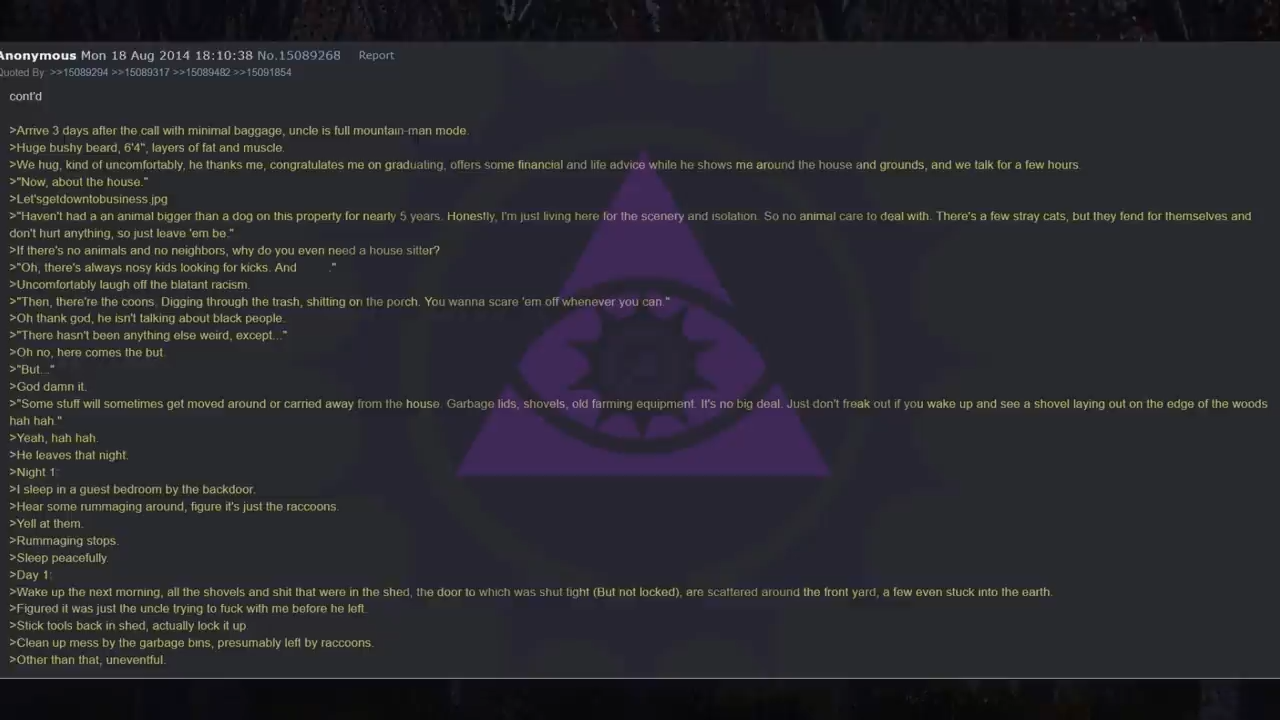 Anonymous Mon 18 Aug 2014 18:10:38 No.15089268 Report
Quoted By: >>15089294 >>15089317 >>15089482 >>15091854
cont'd
>Arrive 3 days after the call with minimal baggage, uncle is full mountain-man mode.
>Huge bushy beard, 6'4", layers of fat and muscle.
>We hug, kind of uncomfortably, he thanks me, congratulates me on graduating, offers some financial and life advice while he shows me around the house and grounds, and we talk for a few hours.
>"Now, about the house."
>Let'sgetdowntobusiness.jpg
>"Haven't had a an animal bigger than a dog on this property for nearly 5 years. Honestly, I'm just living here for the scenery and isolation. So no animal care to deal with. There's a few stray cats, but they fend for themselves and
don't hurt anything, so just leave 'em be."
>If there's no animals and no neighbors, why do you even need a house sitter?
>"Oh, there's always nosy kids looking for kicks. And ."
>Uncomfortably laugh off the blatant racism.
>"Then, there're the coons. Digging through the trash, shitting on the porch. You wanna scare 'em off whenever you can."
>Oh thank god, he isn't talking about black people.
>"There hasn't been anything else weird, except..."
>Oh no, here comes the but.
>"But..."
>God damn it.
>"Some stuff will sometimes get moved around or carried away from the house. Garbage lids, shovels, old farming equipment. It's no big deal. Just don't freak out if you wake up and see a shovel laying out on the edge of the woods
hah hah."
>Yeah, hah hah.
>He leaves that night.
>Night 1:
>I sleep in a guest bedroom by the backdoor.
>Hear some rummaging around, figure it's just the raccoons.
>Yell at them.
>Rummaging stops.
>Sleep peacefully
>Day 1:
>Wake up the next morning, all the shovels and shit that were in the shed, the door to which was shut tight (But not locked), are scattered around the front yard, a few even stuck into the earth.
>Figured it was just the uncle trying to fuck with me before he left.
>Stick tools back in shed, actually lock it up.
>Clean up mess by the garbage bins, presumably left by raccoons.
>Other than that, uneventful.